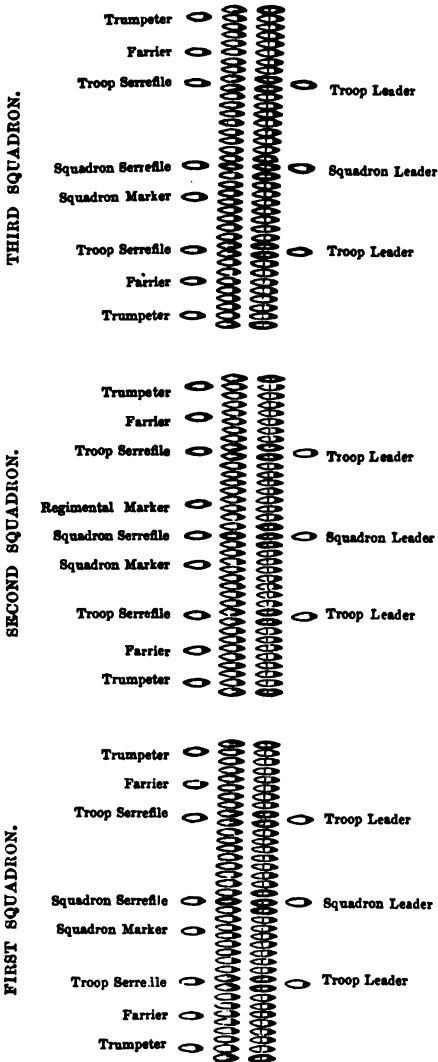 THIRD SQUADRON.
Trumpeter
Farrier
Troop Serrefile
Troop Leader
Squadron Serrefile
Squadron Leader
Squadron Marker
Troop Serrefile
Troop Leader
Farrier
Trumpeter
SECOND SQUADRON.
Trumpeter
Farrier
Troop Serrefile
Troop Leader
Regimental Marker
Squadron Serrefile
Squadron Leader
Squadron Marker
Troop Serrefile
Troop Leader
Farrier
Trumpeter
FIRST SQUADRON.
Trumpeter
Farrier
Troop Serrefile
Troop Leader
Squadron Serrefile
Squadron Leader
Squadron Marker
Troop Serrefile
Troop Leader
Farrier
Trumpeter